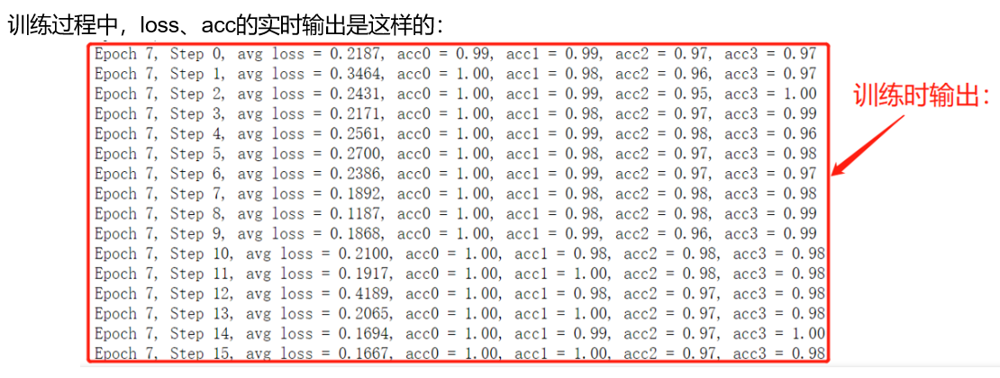 训练过程中，loss、acc的实时输出是这样的：
Epoch 7, Step 0, avg loss = 0.2187, acc0 = 0.99, acc1 = 0.99, acc2 = 0.97, acc3 = 0.97
Epoch 7, Step 1, avg loss = 0.3464, acc0 = 1.00, acc1 = 0.98, acc2 = 0.96, acc3 = 0.97
Epoch 7, Step 2, avg loss = 0.2431, acc0 = 1.00, acc1 = 0.99, acc2 = 0.95, acc3 = 1.00
训练时输出：
Epoch 7, Step 3, avg loss = 0.2171, acc0 = 1.00, acc1 = 0.98, acc2 = 0.97, acc3 = 0.99
Epoch 7, Step 4, avg loss = 0.2561, acc0 = 1.00, acc1 = 0.99, acc2 = 0.98, acc3 = 0.96
Epoch 7, Step 5, avg loss = 0.2700, acc0 = 1.00, acc1 = 0.98, acc2 = 0.97, acc3 = 0.98
Epoch 7, Step 6, avg loss = 0.2386, acc0 = 1.00, acc1 = 0.99, acc2 = 0.97, acc3 = 0.97
Epoch 7, Step 7, avg loss = 0.1892, acc0 = 1.00, acc1 = 0.98, acc2 = 0.98, acc3 = 0.98
Epoch 7, Step 8, avg loss = 0.1187, acc0 = 1.00, acc1 = 0.98, acc2 = 0.98, acc3 = 0.99
Epoch 7, Step 9, avg loss = 0.1868, acc0 = 1.00, acc1 = 0.99, acc2 = 0.96, acc3 = 0.99
Epoch 7, Step 10, avg loss = 0.2100, acc0 = 1.00, acc1 = 0.98, acc2 = 0.98, acc3 = 0.98
Epoch 7, Step 11, avg loss = 0.1917, acc0 = 1.00, acc1 = 1.00, acc2 = 0.98, acc3 = 0.98
Epoch 7, Step 12, avg loss = 0.4189, acc0 = 1.00, acc1 = 0.98, acc2 = 0.97, acc3 = 0.98
Epoch 7, Step 13, avg loss = 0.2065, acc0 = 1.00, acc1 = 1.00, acc2 = 0.97, acc3 = 0.98
Epoch 7, Step 14, avg loss = 0.1694, acc0 = 1.00, acc1 = 0.99, acc2 = 0.97, acc3 = 1.00
Epoch 7, Step 15, avg loss = 0.1667, acc0 = 1.00, acc1 = 1.00, acc2 = 0.97, acc3 = 0.98